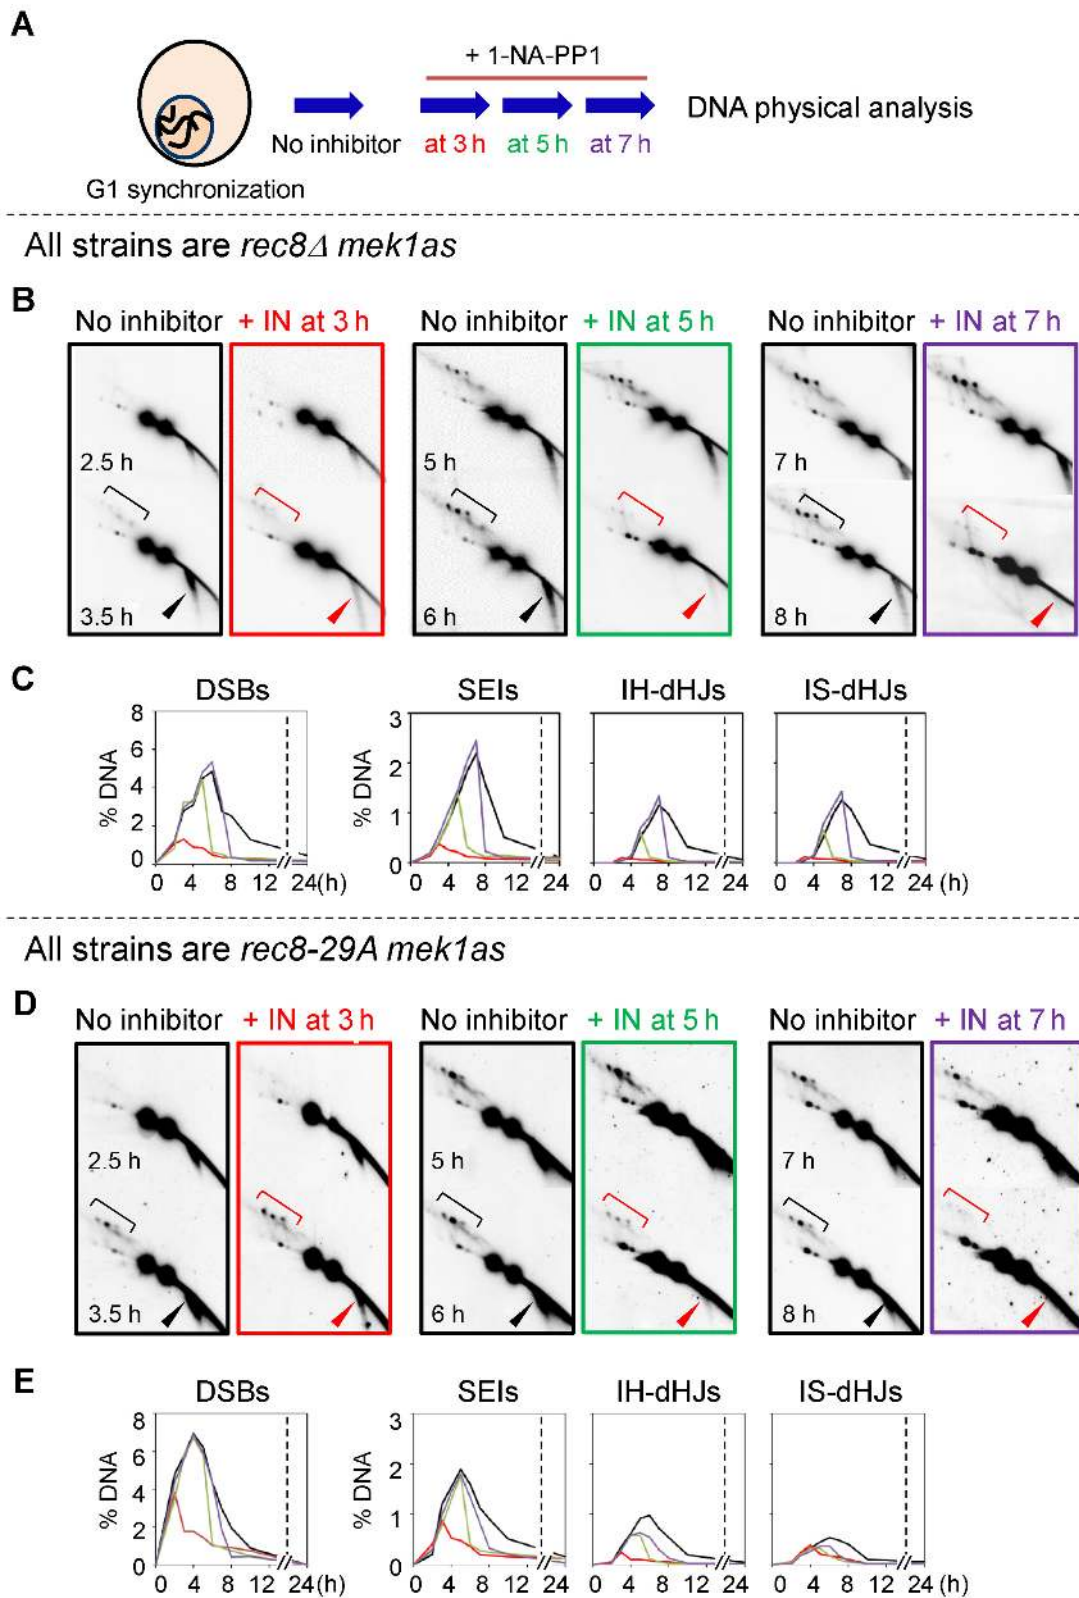 A
+ 1-NA-PP1
No inhibitor
at 3 h
at 5 h
at 7 h
DNA physical analysis
G1 synchronization
All strains are rec8Δ mek1as
B
No inhibitor + IN at 3 h No inhibitor + IN at 5 h No inhibitor + IN at 7 h
2.5 h 5 h 7 h
3.5 h 6 h 8 h
C
DSBs SEIs IH-dHJs IS-dHJs
% DNA
8
6
4
2
0
0 4 8 12 24 (h)
% DNA
3
2
1
0
0 4 8 12 24
0 4 8 12 24
0 4 8 12 24 (h)
All strains are rec8-29A mek1as
D
No inhibitor + IN at 3 h No inhibitor + IN at 5 h No inhibitor + IN at 7 h
2.5 h 5 h 7 h
3.5 h 6 h 8 h
E
DSBs SEIs IH-dHJs IS-dHJs
% DNA
8
6
4
2
0
0 4 8 12 24 (h)
% DNA
3
2
1
0
0 4 8 12 24
0 4 8 12 24
0 4 8 12 24 (h)